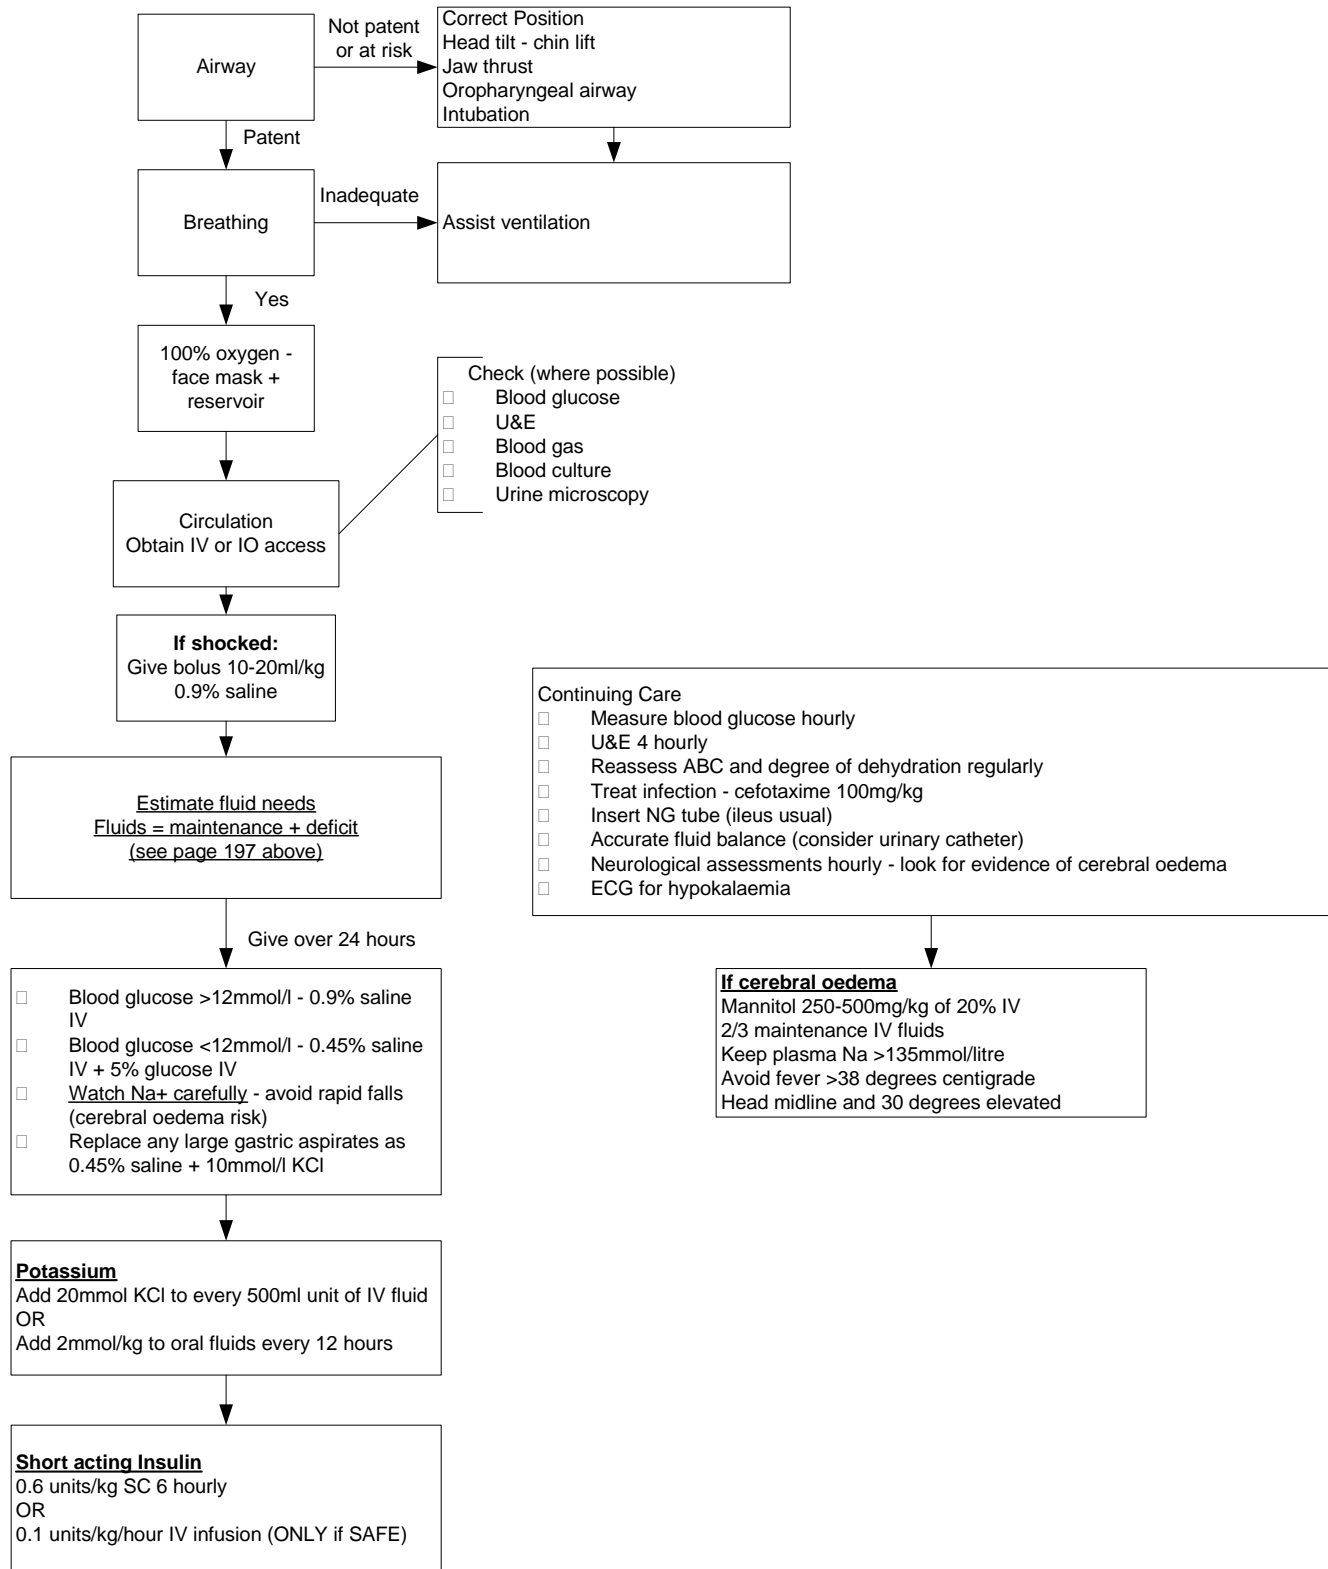 Airway
Not patent
or at risk
Correct Position
Head tilt - chin lift
Jaw thrust
Oropharyngeal airway
Intubation
Patent
Breathing
Inadequate
Assist ventilation
Yes
100% oxygen -
face mask +
reservoir
Check (where possible)
Blood glucose
U&E
Blood gas
Blood culture
Urine microscopy
Circulation
Obtain IV or IO access
If shocked:
Give bolus 10-20ml/kg
0.9% saline
Estimate fluid needs
Fluids = maintenance + deficit
(see page 197 above)
Give over 24 hours
Blood glucose >12mmol/l - 0.9% saline
IV
Blood glucose <12mmol/l - 0.45% saline
IV + 5% glucose IV
Watch Na+ carefully - avoid rapid falls
(cerebral oedema risk)
Replace any large gastric aspirates as
0.45% saline + 10mmol/l KCl
Potassium
Add 20mmol KCl to every 500ml unit of IV fluid
OR
Add 2mmol/kg to oral fluids every 12 hours
Short acting Insulin
0.6 units/kg SC 6 hourly
OR
0.1 units/kg/hour IV infusion (ONLY if SAFE)
Continuing Care
Measure blood glucose hourly
U&E 4 hourly
Reassess ABC and degree of dehydration regularly
Treat infection - cefotaxime 100mg/kg
Insert NG tube (ileus usual)
Accurate fluid balance (consider urinary catheter)
Neurological assessments hourly - look for evidence of cerebral oedema
ECG for hypokalaemia
If cerebral oedema
Mannitol 250-500mg/kg of 20% IV
2/3 maintenance IV fluids
Keep plasma Na >135mmol/litre
Avoid fever >38 degrees centigrade
Head midline and 30 degrees elevated